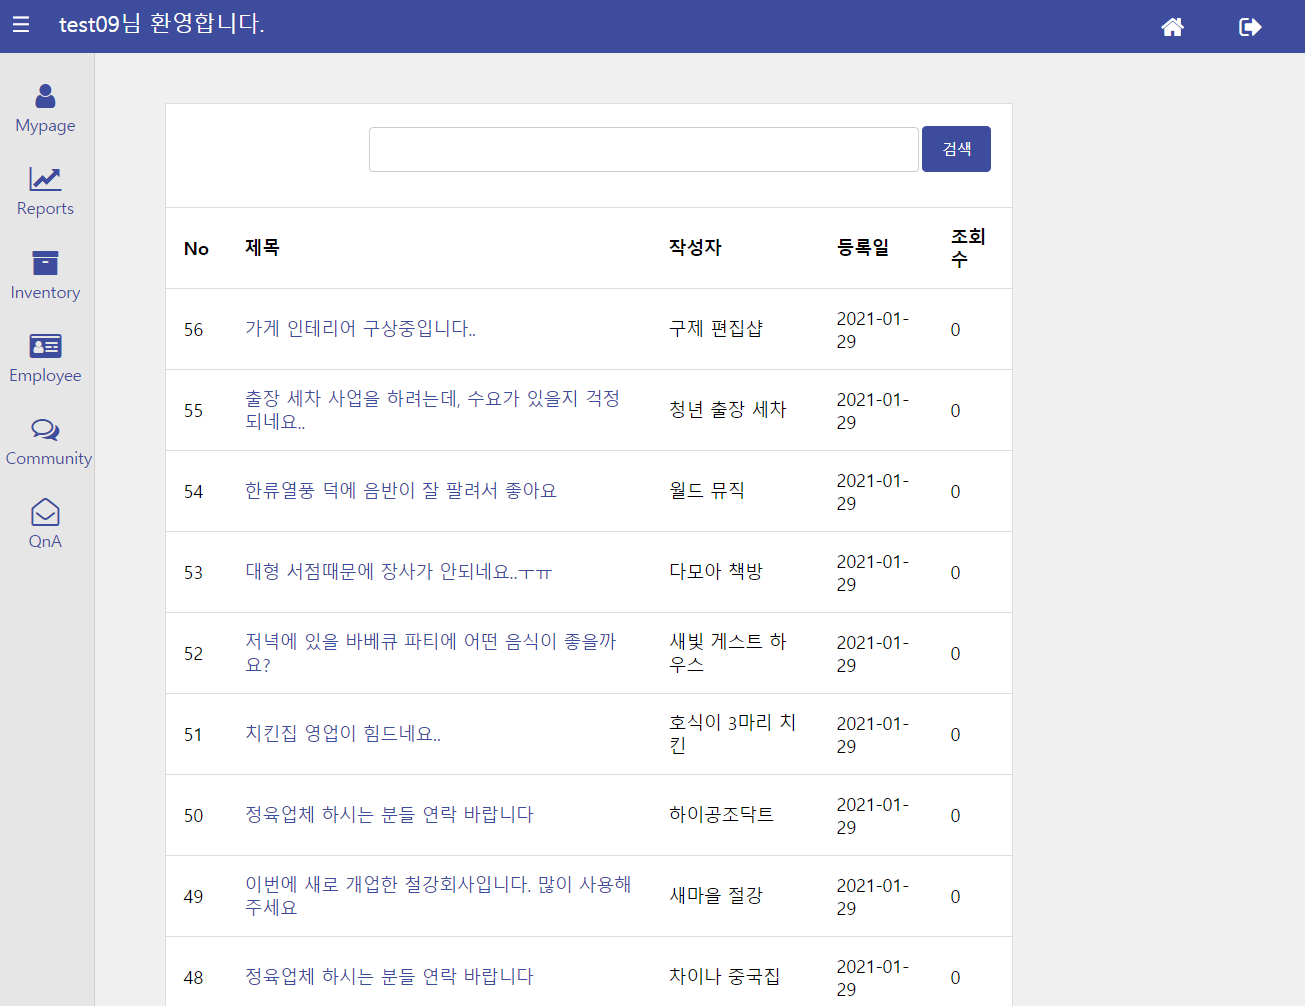 ☰ test09님 환영합니다.
Mypage
Reports
Inventory
Employee
Community
QnA
검색
No 제목 작성자 등록일 조회
수
56 가게 인테리어 구상중입니다.. 구제 편집샵 2021-01-
29 0
55 출장 세차 사업을 하려는데, 수요가 있을지 걱정
되네요.. 청년 출장 세차 2021-01-
29 0
54 한류열풍 덕에 음반이 잘 팔려서 좋아요 월드 뮤직 2021-01-
29 0
53 대형 서점때문에 장사가 안되네요..ㅜㅠ 다모아 책방 2021-01-
29 0
52 저녁에 있을 바베큐 파티에 어떤 음식이 좋을까
요? 새빛 게스트 하
우스 2021-01-
29 0
51 치킨집 영업이 힘드네요.. 호식이 3마리 치
킨 2021-01-
29 0
50 정육업체 하시는 분들 연락 바랍니다 하이공조닥트 2021-01-
29 0
49 이번에 새로 개업한 철강회사입니다. 많이 사용해
주세요 새마을 절강 2021-01-
29 0
48 정육업체 하시는 분들 연락 바랍니다 차이나 중국집 2021-01-
29 0